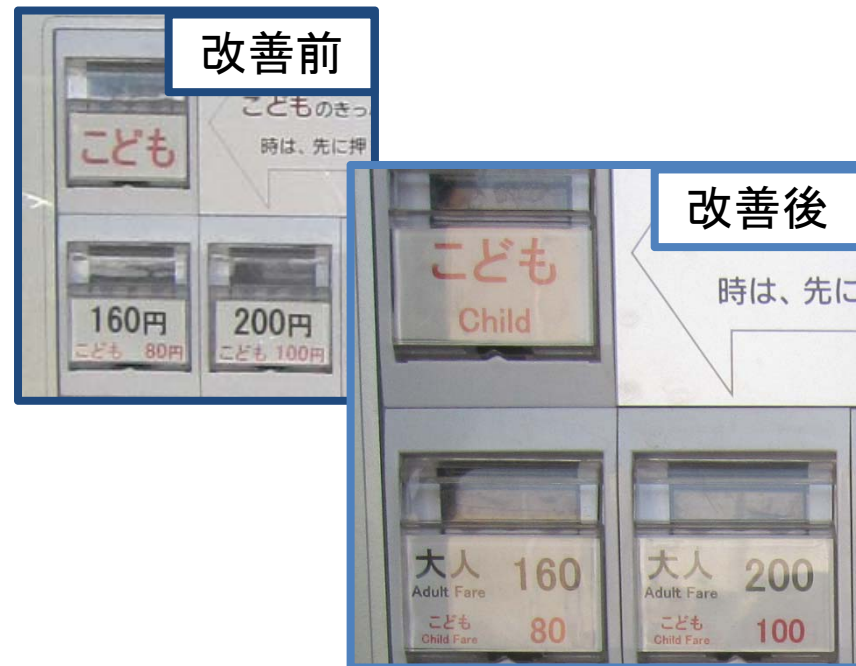 改善前
こども
こどものきっ
時は、先に押
160円
こども 80円
200円
こども 100円
改善後
こども
Child
時は、先に
大人 160
Adult Fare
こども 80
Child Fare
大人 200
Adult Fare
こども 100
Child Fare